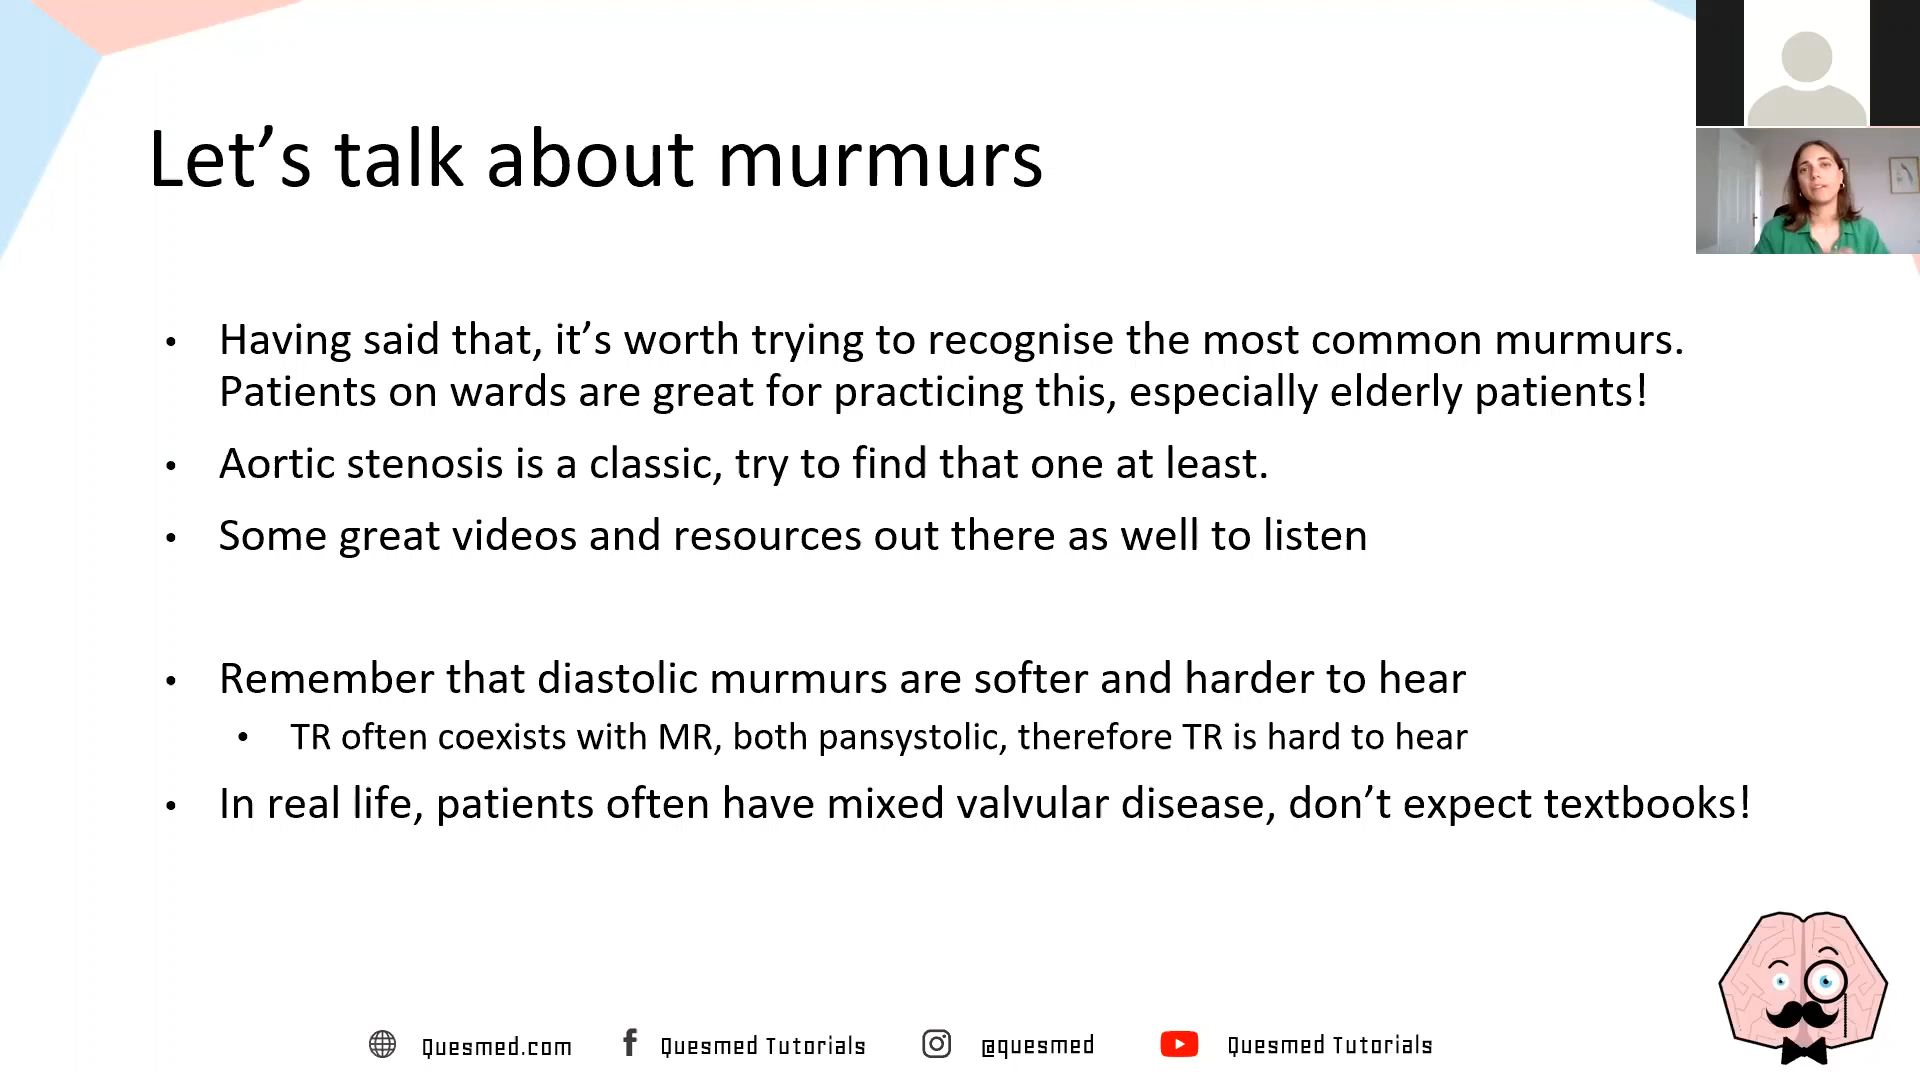 Let’s talk about murmurs
• Having said that, it’s worth trying to recognise the most common murmurs.
Patients on wards are great for practicing this, especially elderly patients!
• Aortic stenosis is a classic, try to find that one at least.
• Some great videos and resources out there as well to listen
• Remember that diastolic murmurs are softer and harder to hear
• TR often coexists with MR, both pansystolic, therefore TR is hard to hear
• In real life, patients often have mixed valvular disease, don’t expect textbooks!
Quesmed.com Quesmed Tutorials @quesmed Quesmed Tutorials